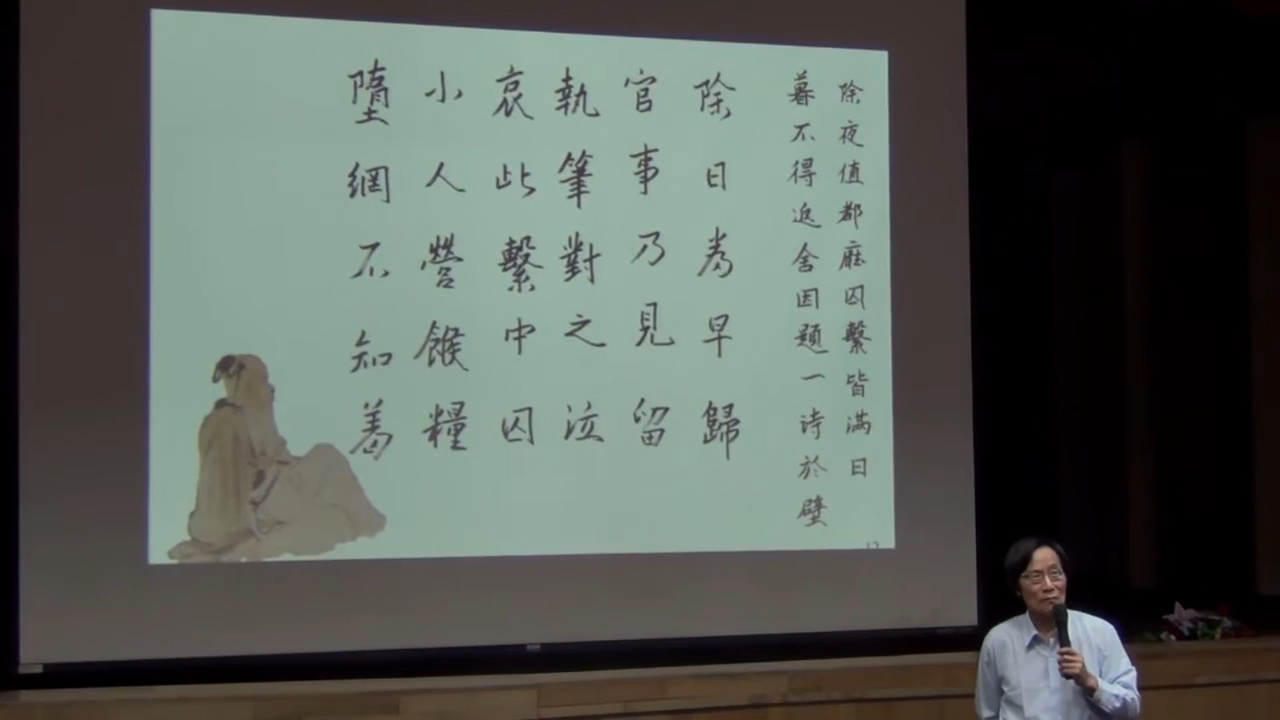 除夜值都廳囚繫皆滿日
暮不得返舍因題一詩於壁
除日當早歸
官事乃見留
執筆對之泣
哀此繫中囚
小人營餱糧
墮網不知羞